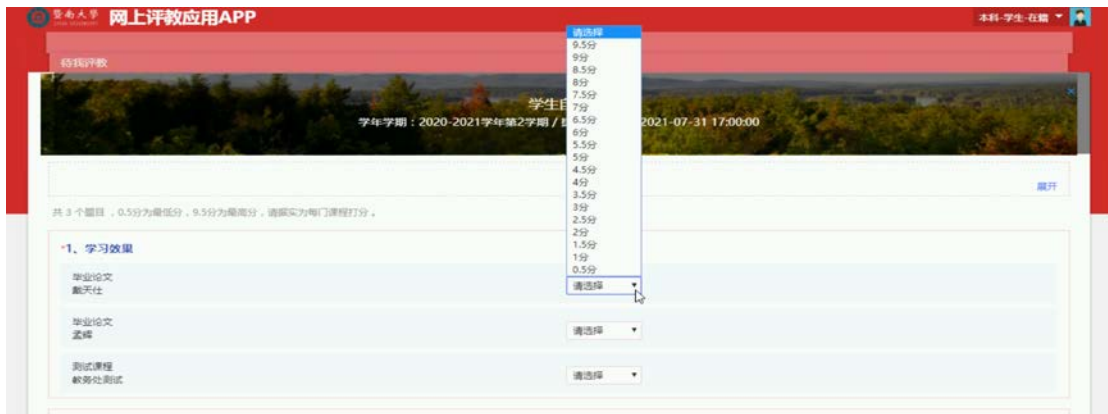 暨南大學 网上评教应用APP
本科-学生-在籍
待我评教
学生自
学年学期：2020-2021学年第2学期 /
2021-07-31 17:00:00
展开
共 3 个题目，0.5分为最低分，9.5分为最高分，请据实为每门课程打分。
*1、学习效果
毕业论文
戴天仕
请选择
毕业论文
孟辉
请选择
测试课程
教务处测试
请选择
请选择
9.5分
9分
8.5分
8分
7.5分
7分
6.5分
6分
5.5分
5分
4.5分
4分
3.5分
3分
2.5分
2分
1.5分
1分
0.5分